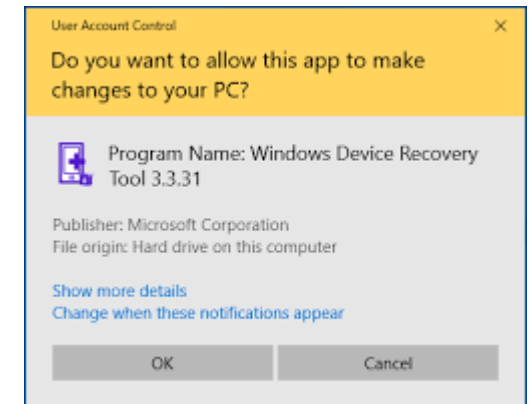 User Account Control
Do you want to allow this app to make
changes to your PC?
Program Name: Windows Device Recovery
Tool 3.3.31
Publisher: Microsoft Corporation
File origin: Hard drive on this computer
Show more details
Change when these notifications appear
OK Cancel